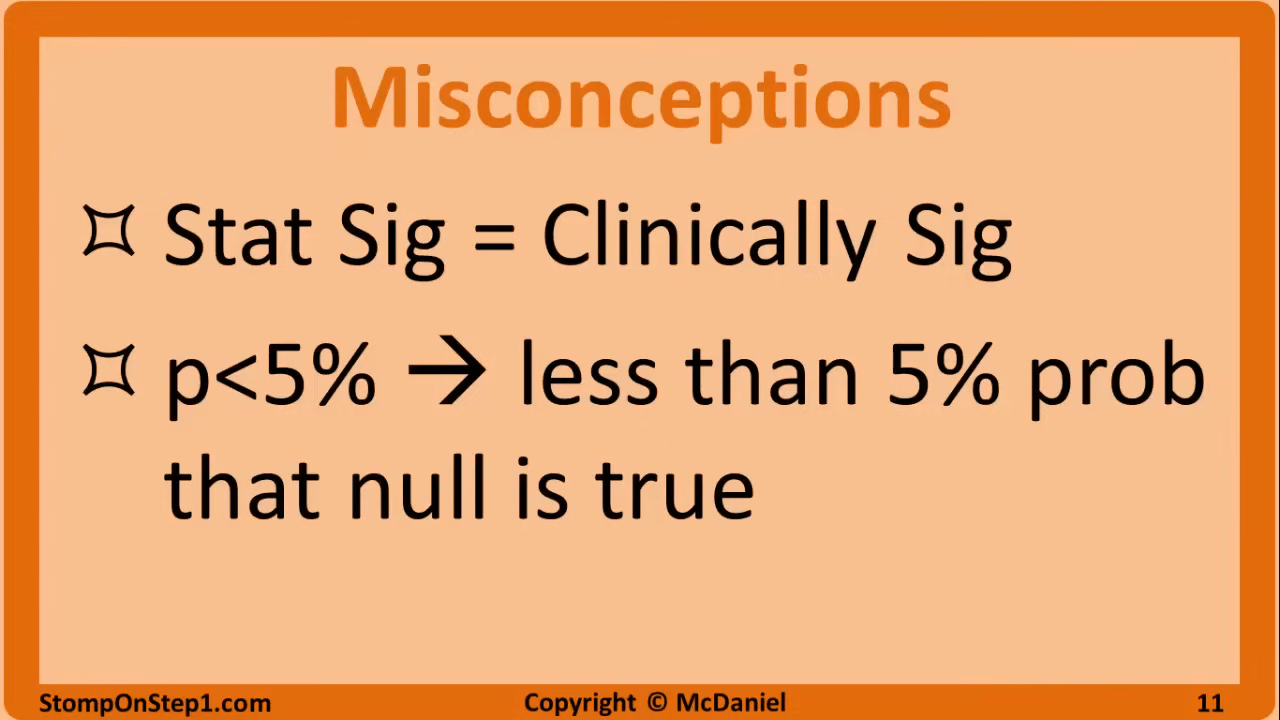 Misconceptions
¤ Stat Sig = Clinically Sig
¤ p<5% → less than 5% prob
that null is true
StompOnStep1.com
Copyright © McDaniel
11